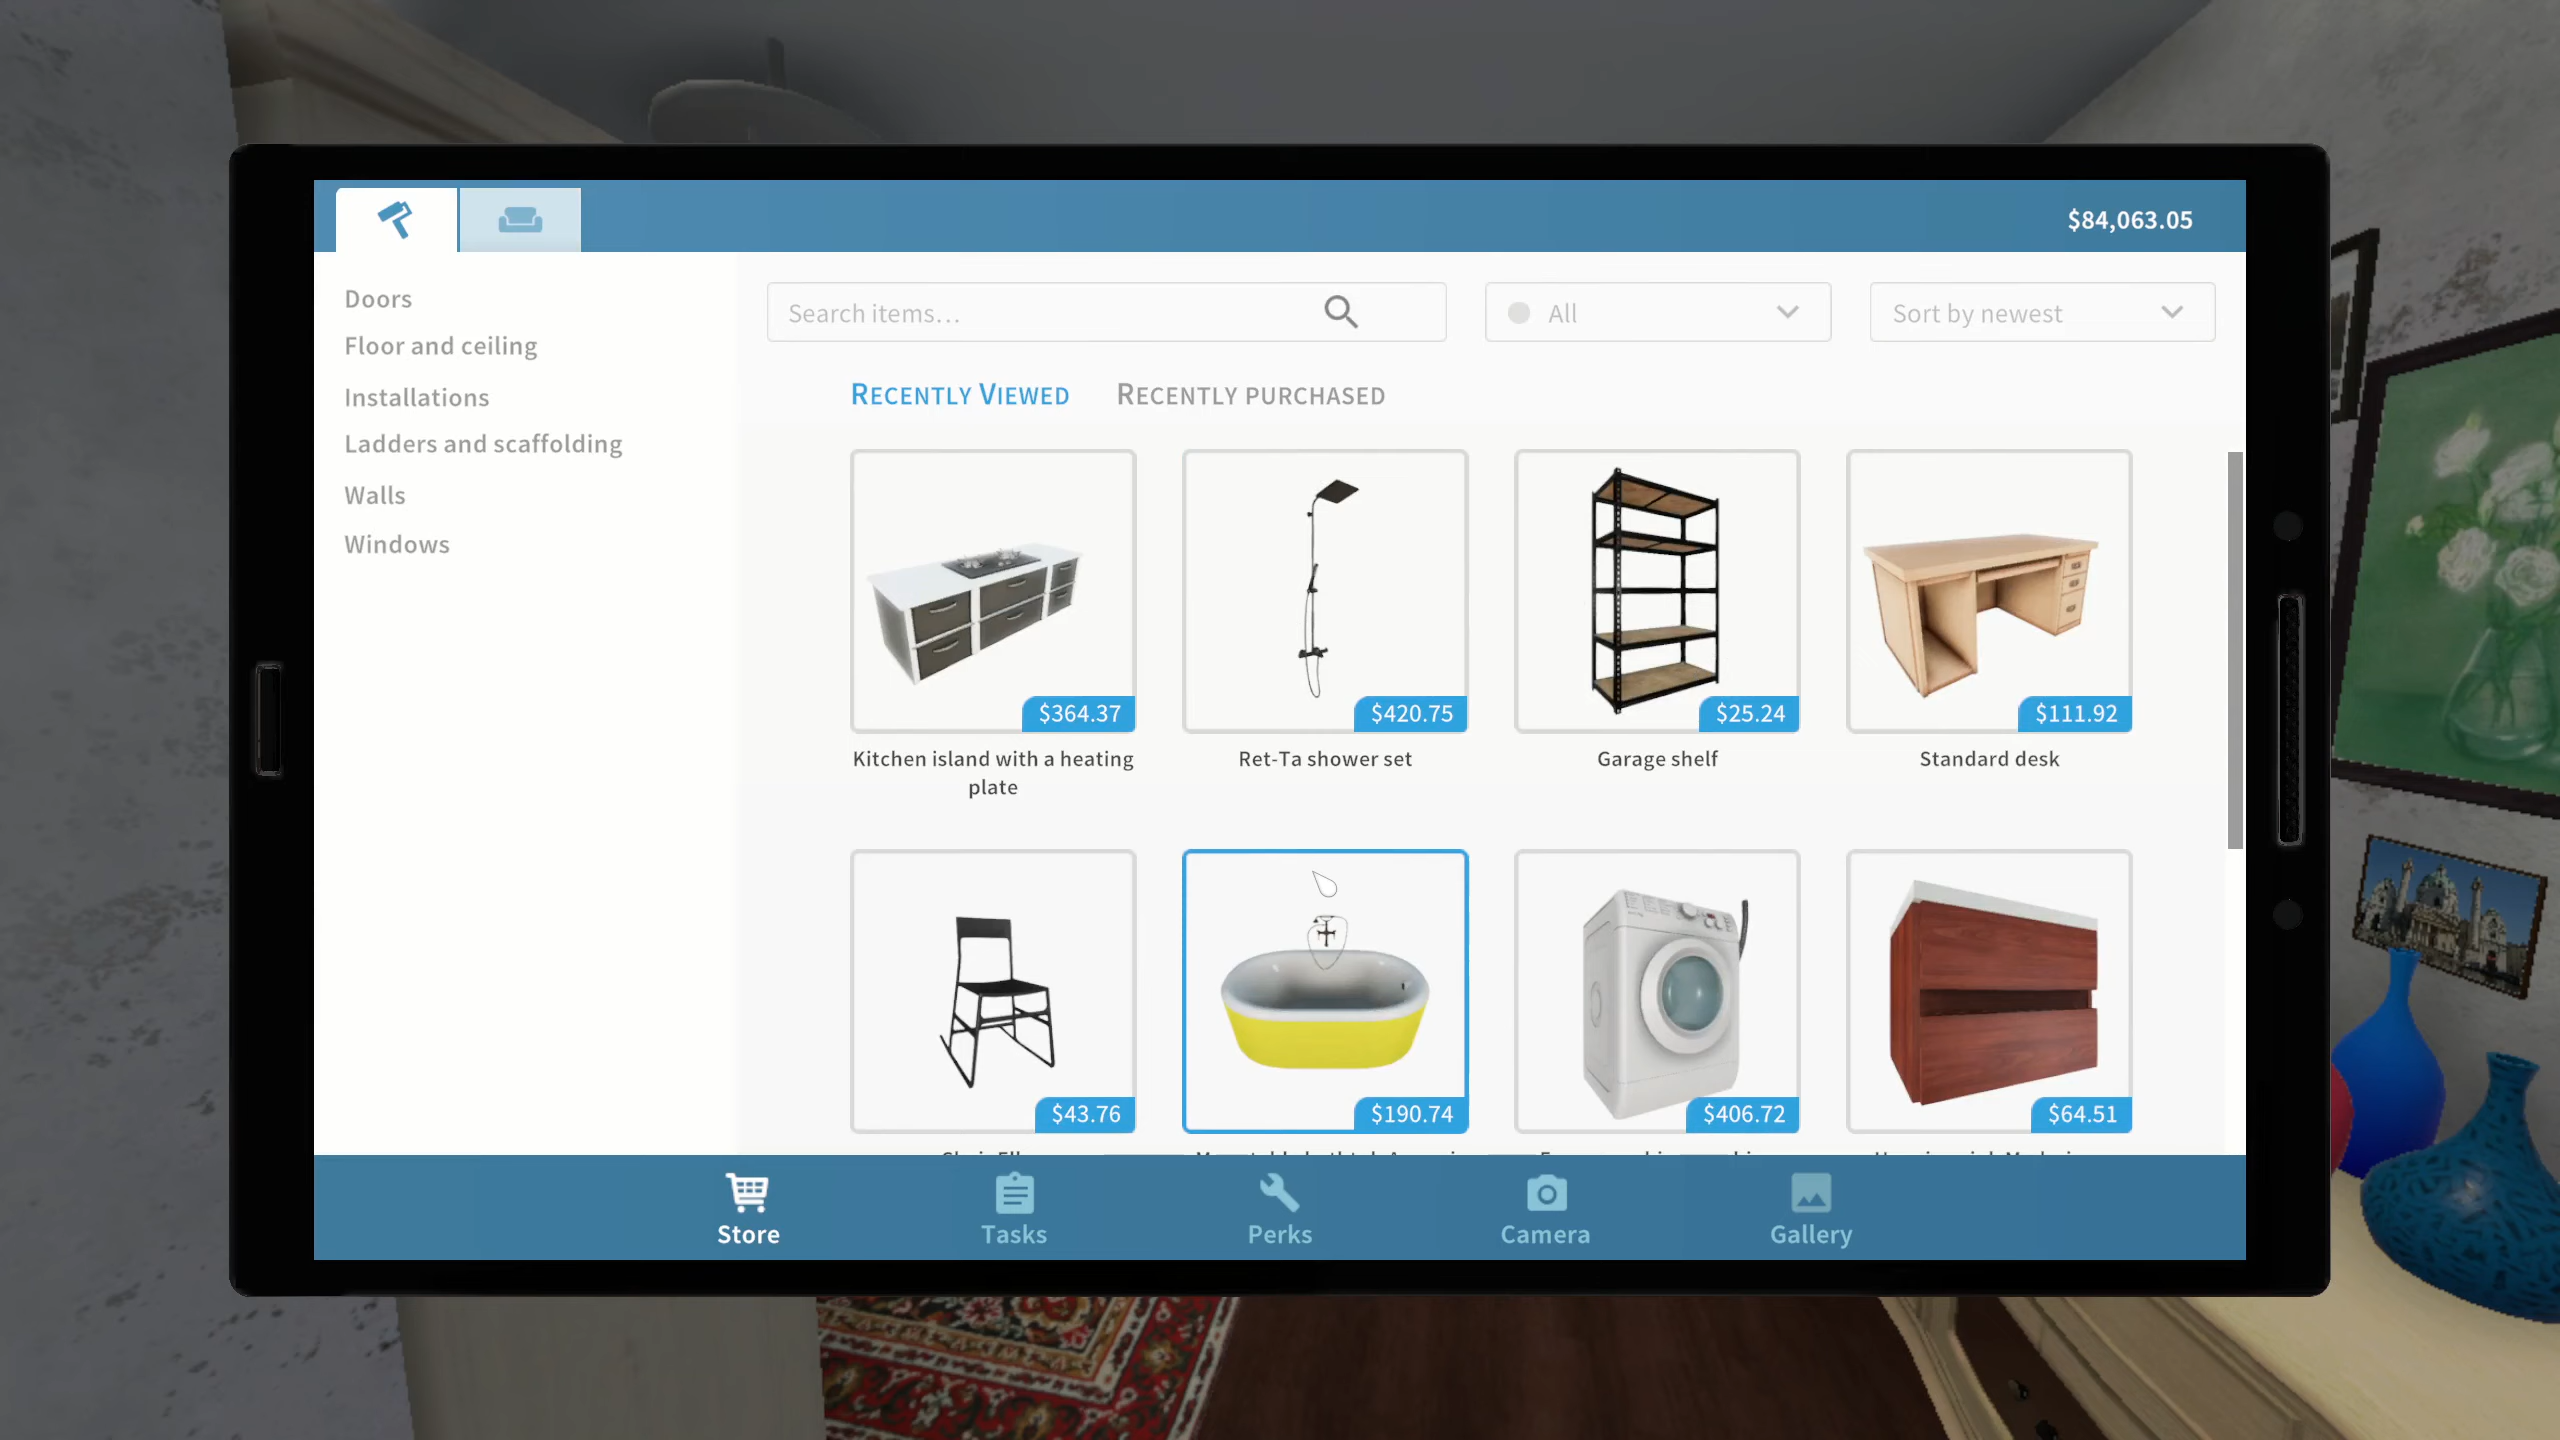 $84,063.05
Doors
Floor and ceiling
Installations
Ladders and scaffolding
Walls
Windows
Search items...
All
Sort by newest
RECENTLY VIEWED
RECENTLY PURCHASED
$364.37
$420.75
$25.24
$111.92
Kitchen island with a heating
plate
Ret-Ta shower set
Garage shelf
Standard desk
$43.76
$190.74
$406.72
$64.51
Store
Tasks
Perks
Camera
Gallery